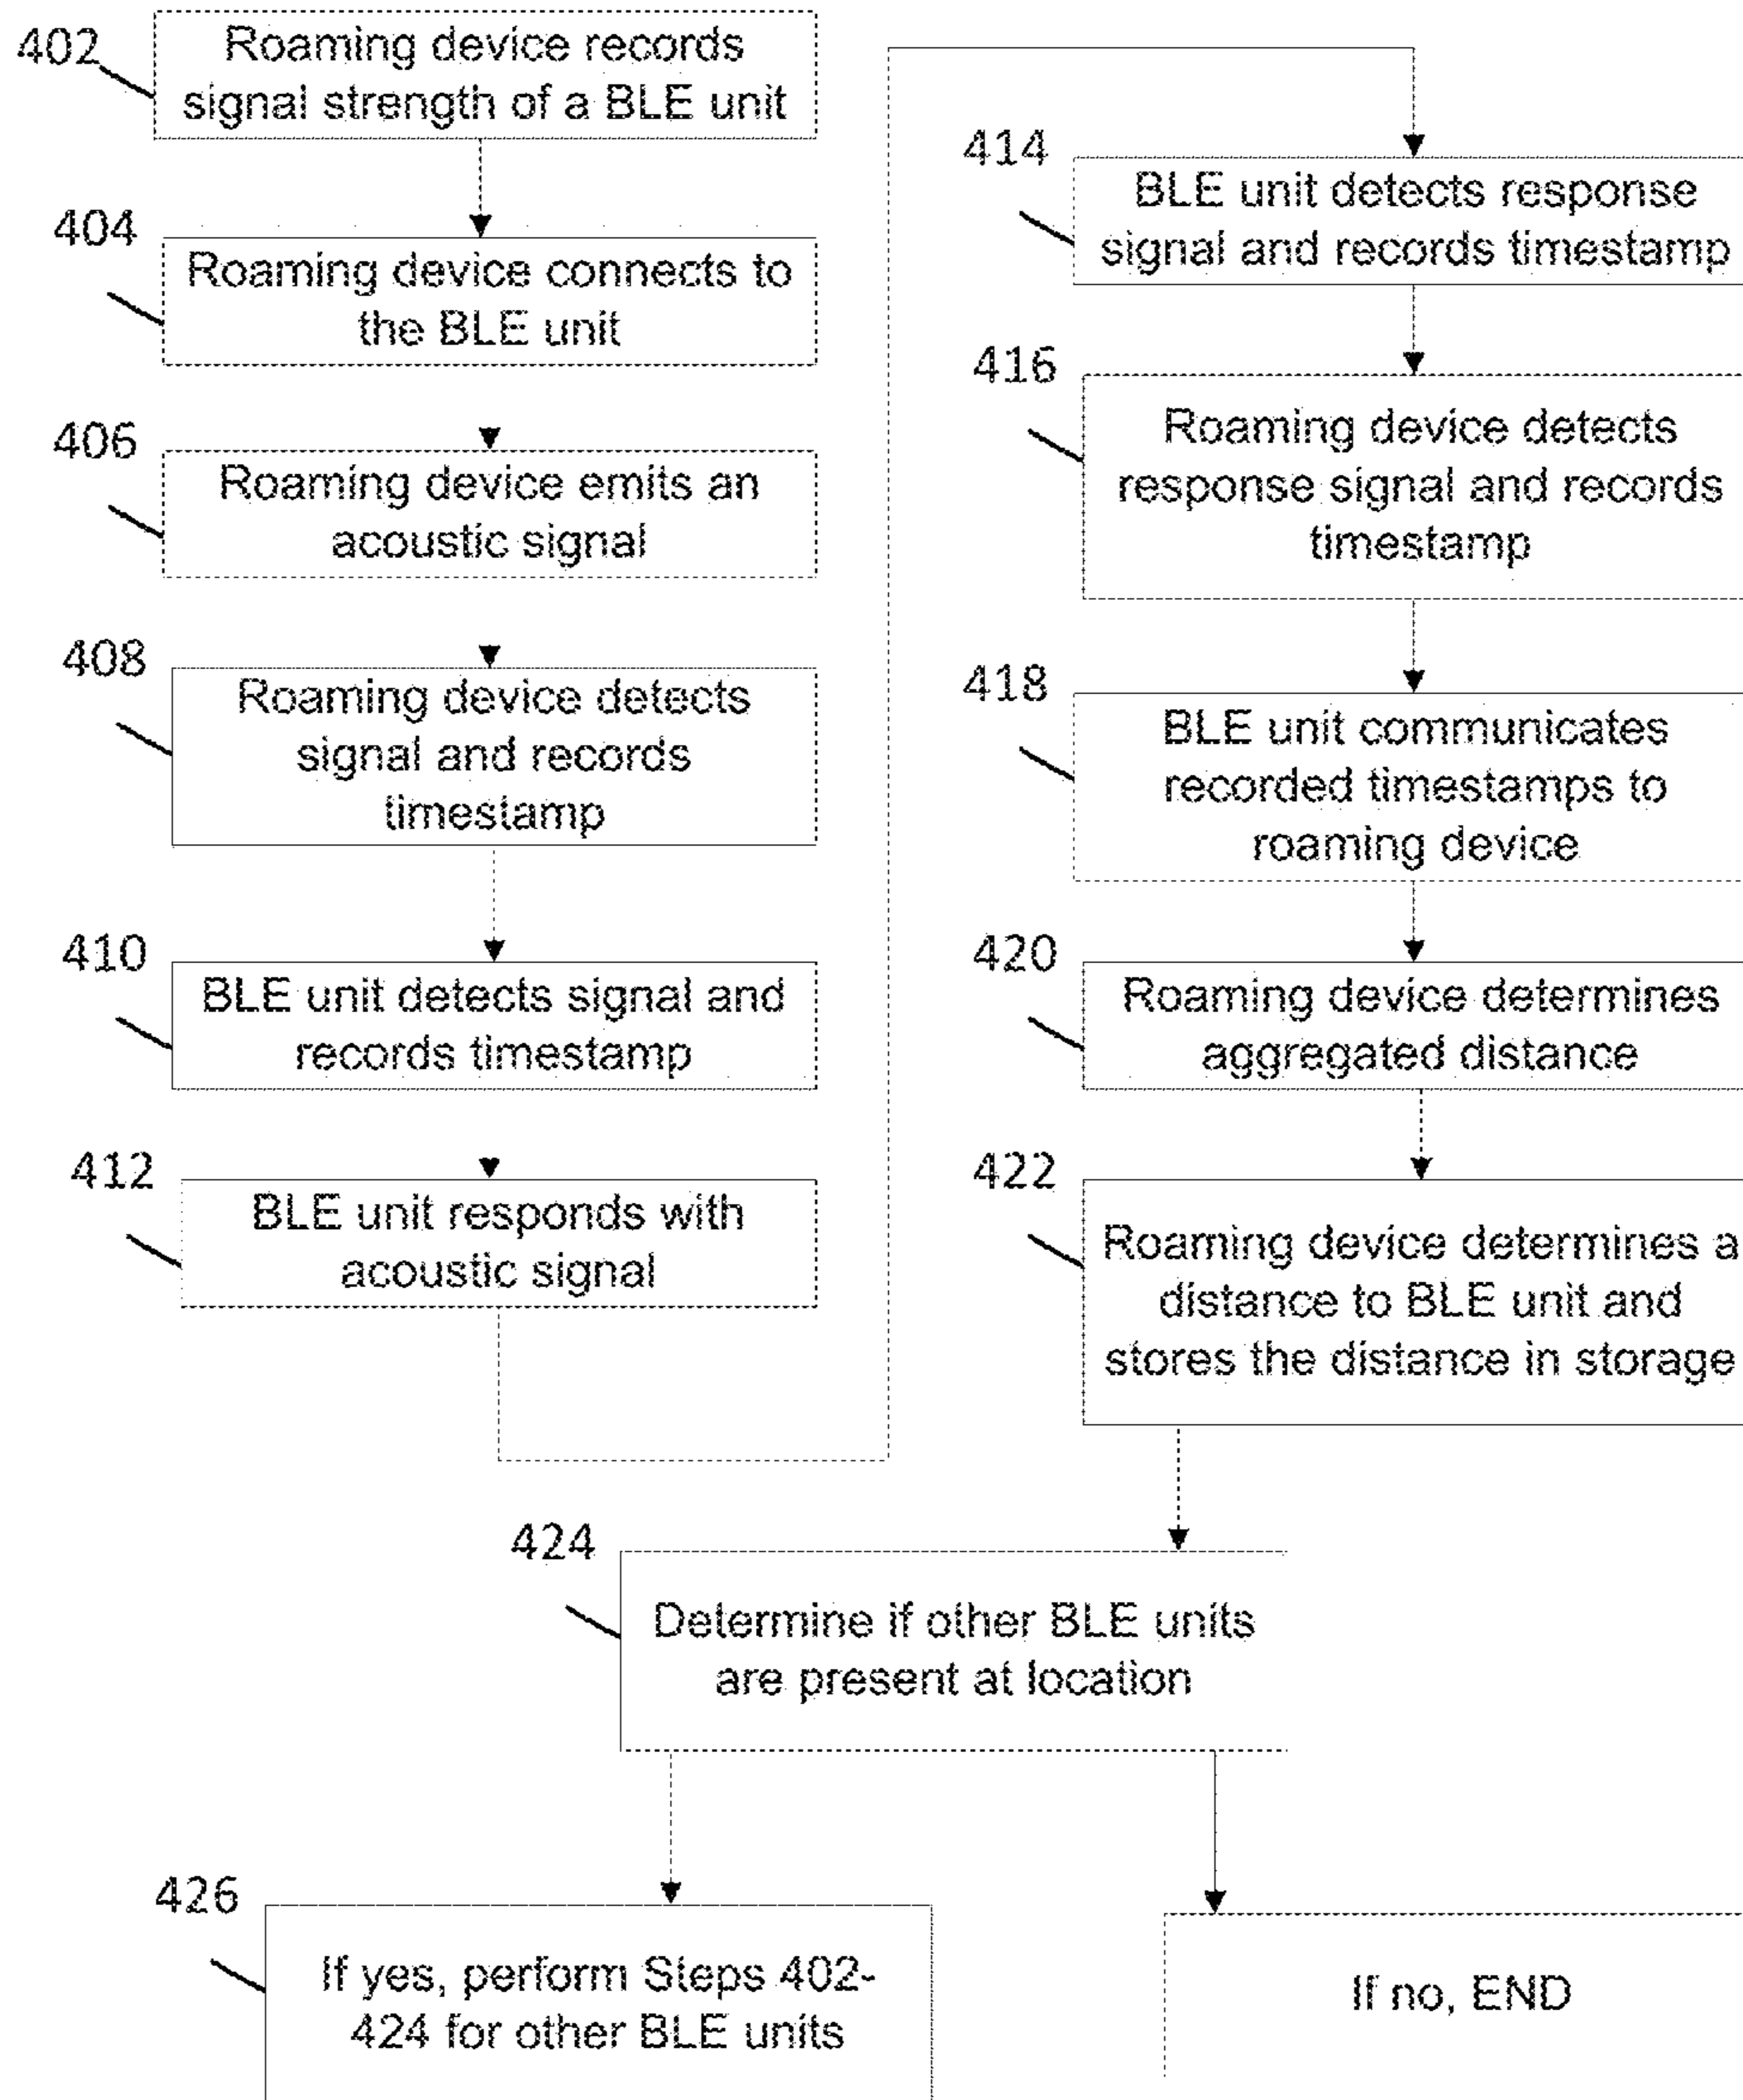 402
Roaming device records
signal strength of a BLE unit
404
Roaming device connects to
the BLE unit
406
Roaming device emits an
acoustic signal
408
Roaming device detects
signal and records
timestamp
410
BLE unit detects signal and
records timestamp
412
BLE unit responds with
acoustic signal
414
BLE unit detects response
signal and records timestamp
416
Roaming device detects
response signal and records
timestamp
418
BLE unit communicates
recorded timestamps to
roaming device
420
Roaming device determines
aggregated distance
422
Roaming device determines a
distance to BLE unit and
stores the distance in storage
424
Determine if other BLE units
are present at location
426
If yes, perform Steps 402-
424 for other BLE units
If no, END